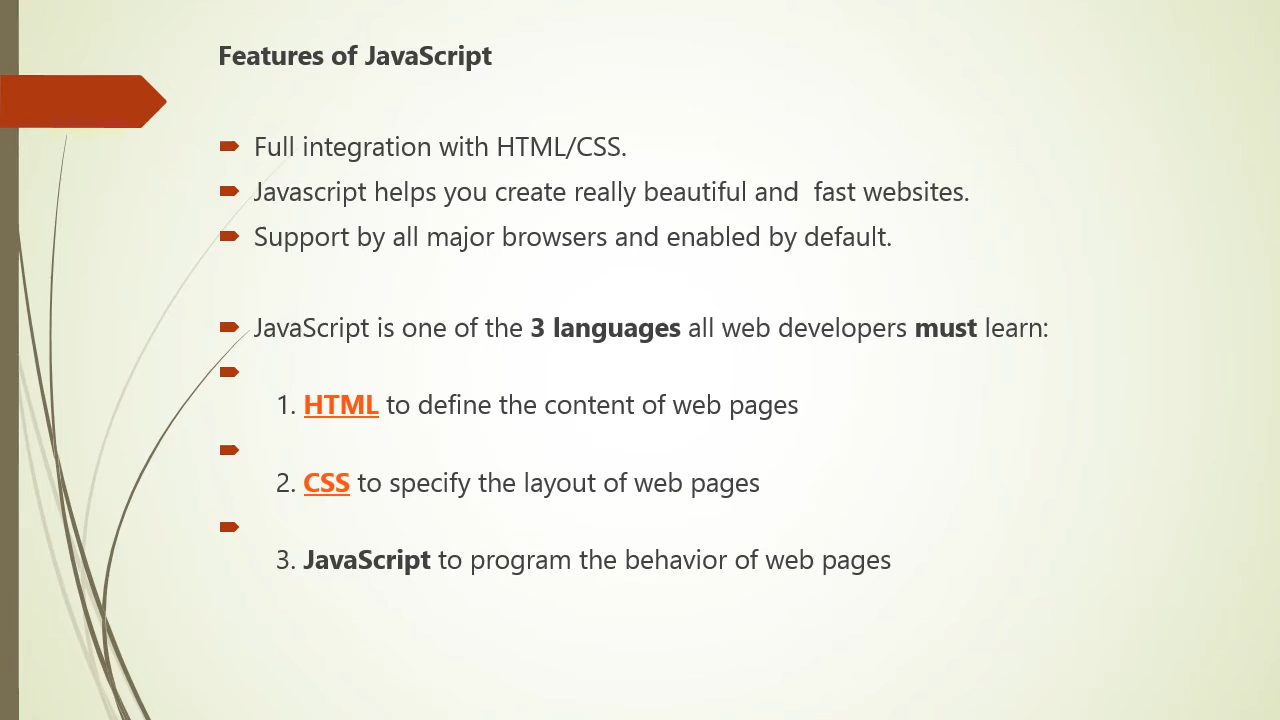 Features of JavaScript
Full integration with HTML/CSS.
Javascript helps you create really beautiful and  fast websites.
Support by all major browsers and enabled by default.
JavaScript is one of the 3 languages all web developers must learn:
1. HTML to define the content of web pages
2. CSS to specify the layout of web pages
3. JavaScript to program the behavior of web pages